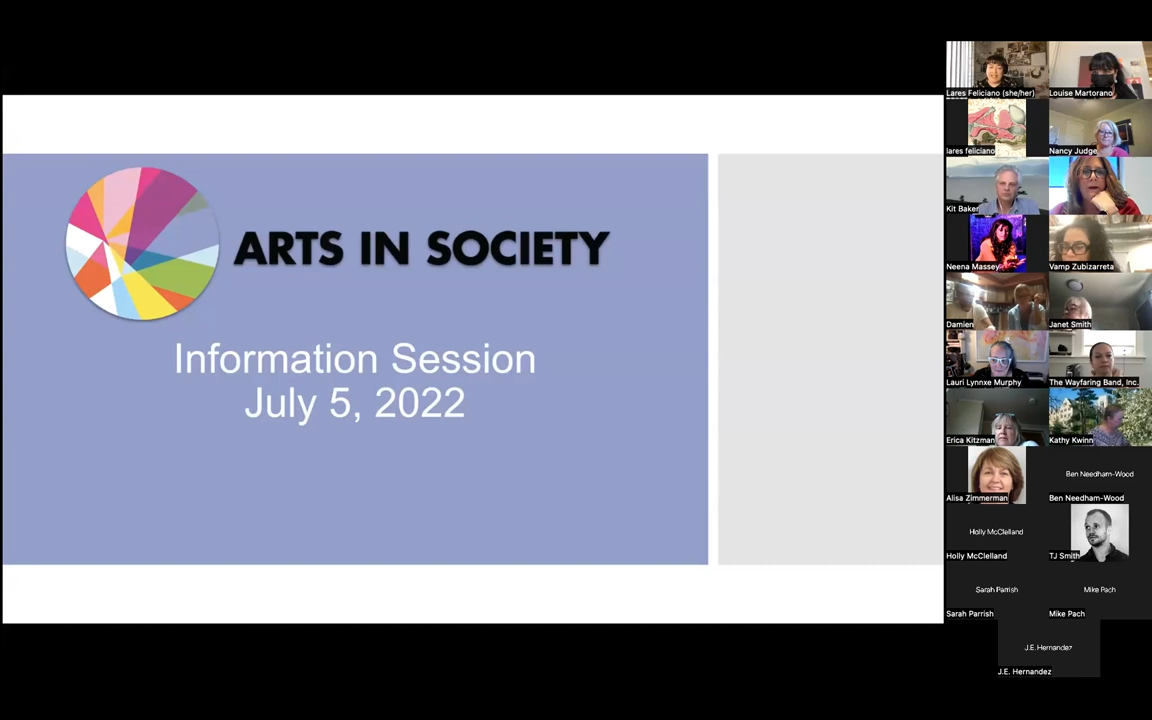 ARTS IN SOCIETY
Information Session
July 5, 2022
Lares Feliciano (she/her)
Louise Martorano
lares feliciano
Nancy Judge
Kit Baker
Neena Massey
Vamp Zubizarreta
Damien
Janet Smith
Lauri Lynnxe Murphy
The Wayfaring Band, Inc.
Erica Kitzman
Kathy Kwinn
Alisa Zimmerman
Ben Needham-Wood
Ben Needham-Wood
Holly McClelland
Holly McClelland
TJ Smith
Sarah Parrish
Mike Pach
Sarah Parrish
Mike Pach
J.E. Hernandez
J.E. Hernandez